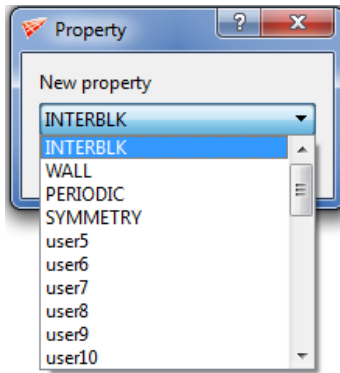 Property
?
x
New property
INTERBLK
INTERBLK
WALL
PERIODIC
SYMMETRY
user5
user6
user7
user8
user9
user10